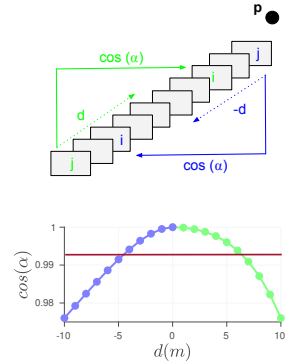 p
j
cos (α)
i
d
-d
i
j
cos (α)
1
0.99
0.98
cos(α)
-10
-5
0
5
10
d(m)